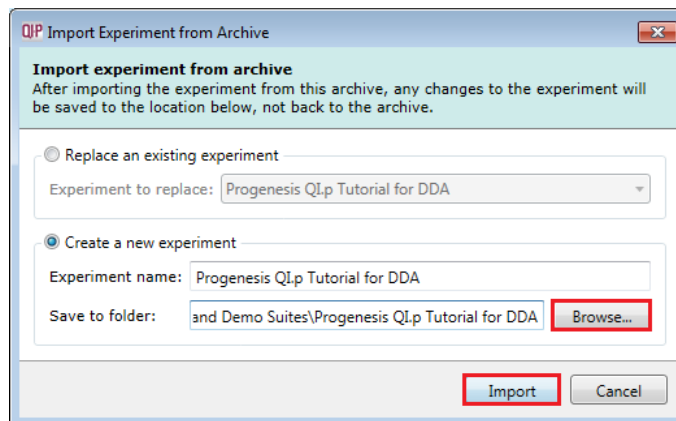 QIP Import Experiment from Archive
Import experiment from archive
After importing the experiment from this archive, any changes to the experiment will
be saved to the location below, not back to the archive.
Replace an existing experiment
Experiment to replace: Progenesis QI.p Tutorial for DDA
Create a new experiment
Experiment name: Progenesis QI.p Tutorial for DDA
Save to folder: and Demo Suites\Progenesis QI.p Tutorial for DDA Browse...
Import Cancel